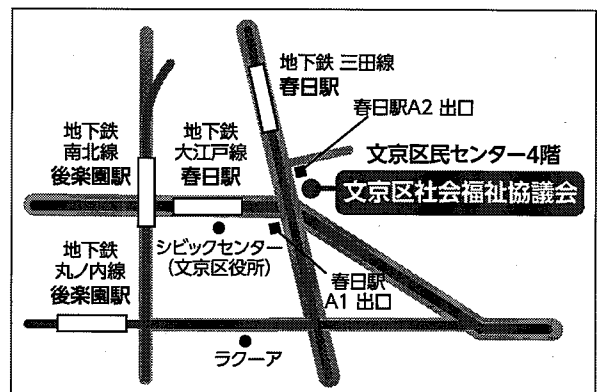 地下鉄 三田線
春日駅
春日駅A2 出口
地下鉄
南北線
後楽園駅
地下鉄
大江戸線
春日駅
文京区民センター4階
文京区社会福祉協議会
地下鉄
丸ノ内線
後楽園駅
シビックセンター
(文京区役所)
春日駅
A1 出口
ラクーア